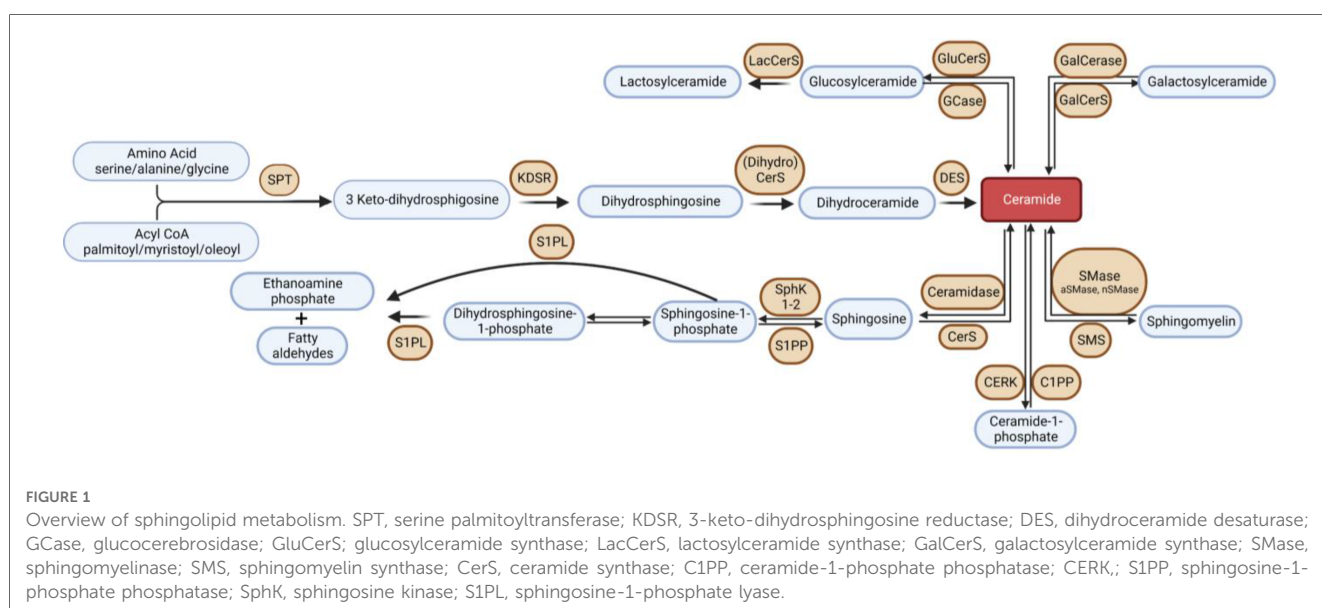 LacCerS
GluCerS
GalCerase
Lactosylceramide
Glucosylceramide
Galactosylceramide
GCase
GalCerS
Amino Acid
serine/alanine/glycine
SPT
KDSR
(Dihydro)
CerS
DES
3 Keto-dihydrosphigosine
Dihydrosphingosine
Dihydroceramide
Ceramide
Acyl CoA
palmitoyl/myristoyl/oleoyl
S1PL
Ethanoamine
phosphate
+
Fatty
aldehydes
S1PL
Dihydrosphingosine-
1-phosphate
Sphingosine-1-
phosphate
SphK
1-2
S1PP
Sphingosine
Ceramidase
CerS
SMase
aSMase, nSMase
SMS
Sphingomyelin
CERK
C1PP
Ceramide-1-
phosphate
FIGURE 1
Overview of sphingolipid metabolism. SPT, serine palmitoyltransferase; KDSR, 3-keto-dihydrosphingosine reductase; DES, dihydroceramide desaturase;
GCase, glucocerebrosidase; GluCerS; glucosylceramide synthase; LacCerS, lactosylceramide synthase; GalCerS, galactosylceramide synthase; SMase,
sphingomyelinase; SMS, sphingomyelin synthase; CerS, ceramide synthase; C1PP, ceramide-1-phosphate phosphatase; CERK,; S1PP, sphingosine-1-
phosphate phosphatase; SphK, sphingosine kinase; S1PL, sphingosine-1-phosphate lyase.